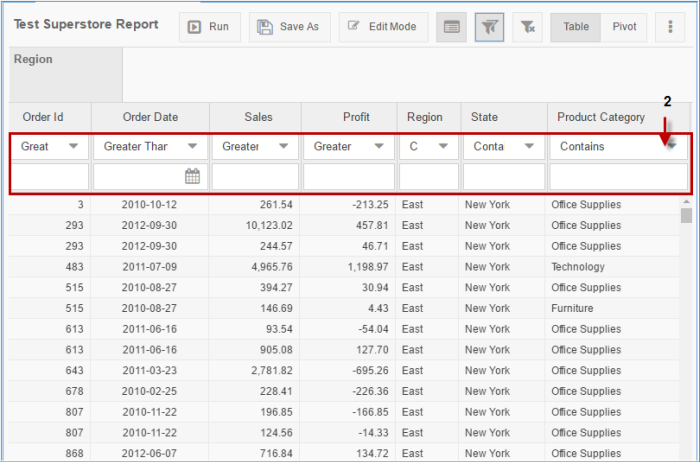 Test Superstore Report Run Save As Edit Mode Table Pivot
Region
2
Order Id Order Date Sales Profit Region State Product Category
Great Greater Thar Greater Greater C Conta Contains
3 2010-10-12 261.54 -213.25 East New York Office Supplies
293 2012-09-30 10,123.02 457.81 East New York Office Supplies
293 2012-09-30 244.57 46.71 East New York Office Supplies
483 2011-07-09 4,965.76 1,198.97 East New York Technology
515 2010-08-27 394.27 30.94 East New York Office Supplies
515 2010-08-27 146.69 4.43 East New York Furniture
613 2011-06-16 93.54 -54.04 East New York Office Supplies
613 2011-06-16 905.08 127.70 East New York Office Supplies
643 2011-03-23 2,781.82 -695.26 East New York Office Supplies
678 2010-02-25 228.41 -226.36 East New York Office Supplies
807 2010-11-22 196.85 -166.85 East New York Office Supplies
807 2010-11-22 124.56 -14.33 East New York Office Supplies
868 2012-06-07 716.84 134.72 East New York Office Supplies